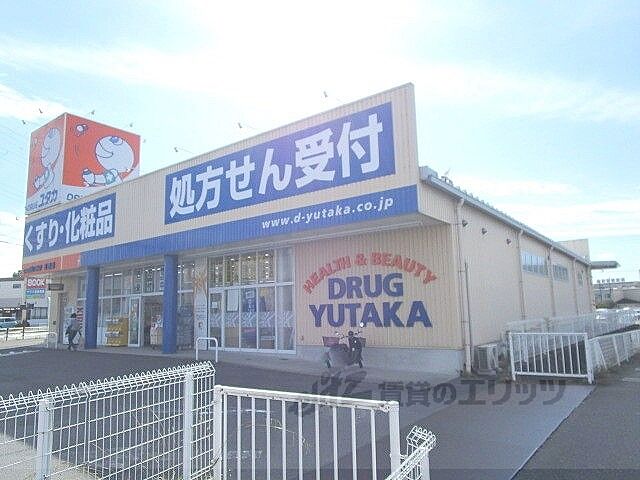 処方せん受付
www.d-yutaka.co.jp
くすり・化粧品
HEALTH & BEAUTY
DRUG
YUTAKA
BOOK
賃貸のエリッツ